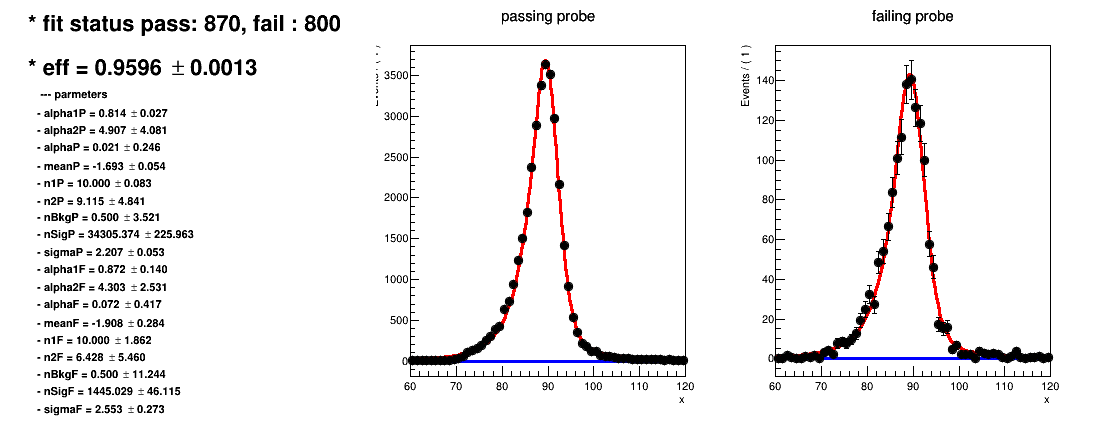 * fit status pass: 870, fail : 800
* eff = 0.9596 ± 0.0013
--- parmeters
- alpha1P = 0.814 ± 0.027
- alpha2P = 4.907 ± 4.081
- alphaP = 0.021 ± 0.246
- meanP = -1.693 ± 0.054
- n1P = 10.000 ± 0.083
- n2P = 9.115 ± 4.841
- nBkgP = 0.500 ± 3.521
- nSigP = 34305.374 ± 225.963
- sigmaP = 2.207 ± 0.053
- alpha1F = 0.872 ± 0.140
- alpha2F = 4.303 ± 2.531
- alphaF = 0.072 ± 0.417
- meanF = -1.908 ± 0.284
- n1F = 10.000 ± 1.862
- n2F = 6.428 ± 5.460
- nBkgF = 0.500 ± 11.244
- nSigF = 1445.029 ± 46.115
- sigmaF = 2.553 ± 0.273
passing probe
3500
3000
2500
2000
1500
1000
500
0
60 70 80 90 100 110 120
x
failing probe
Events / ( 1 )
140
120
100
80
60
40
20
0
60 70 80 90 100 110 120
x